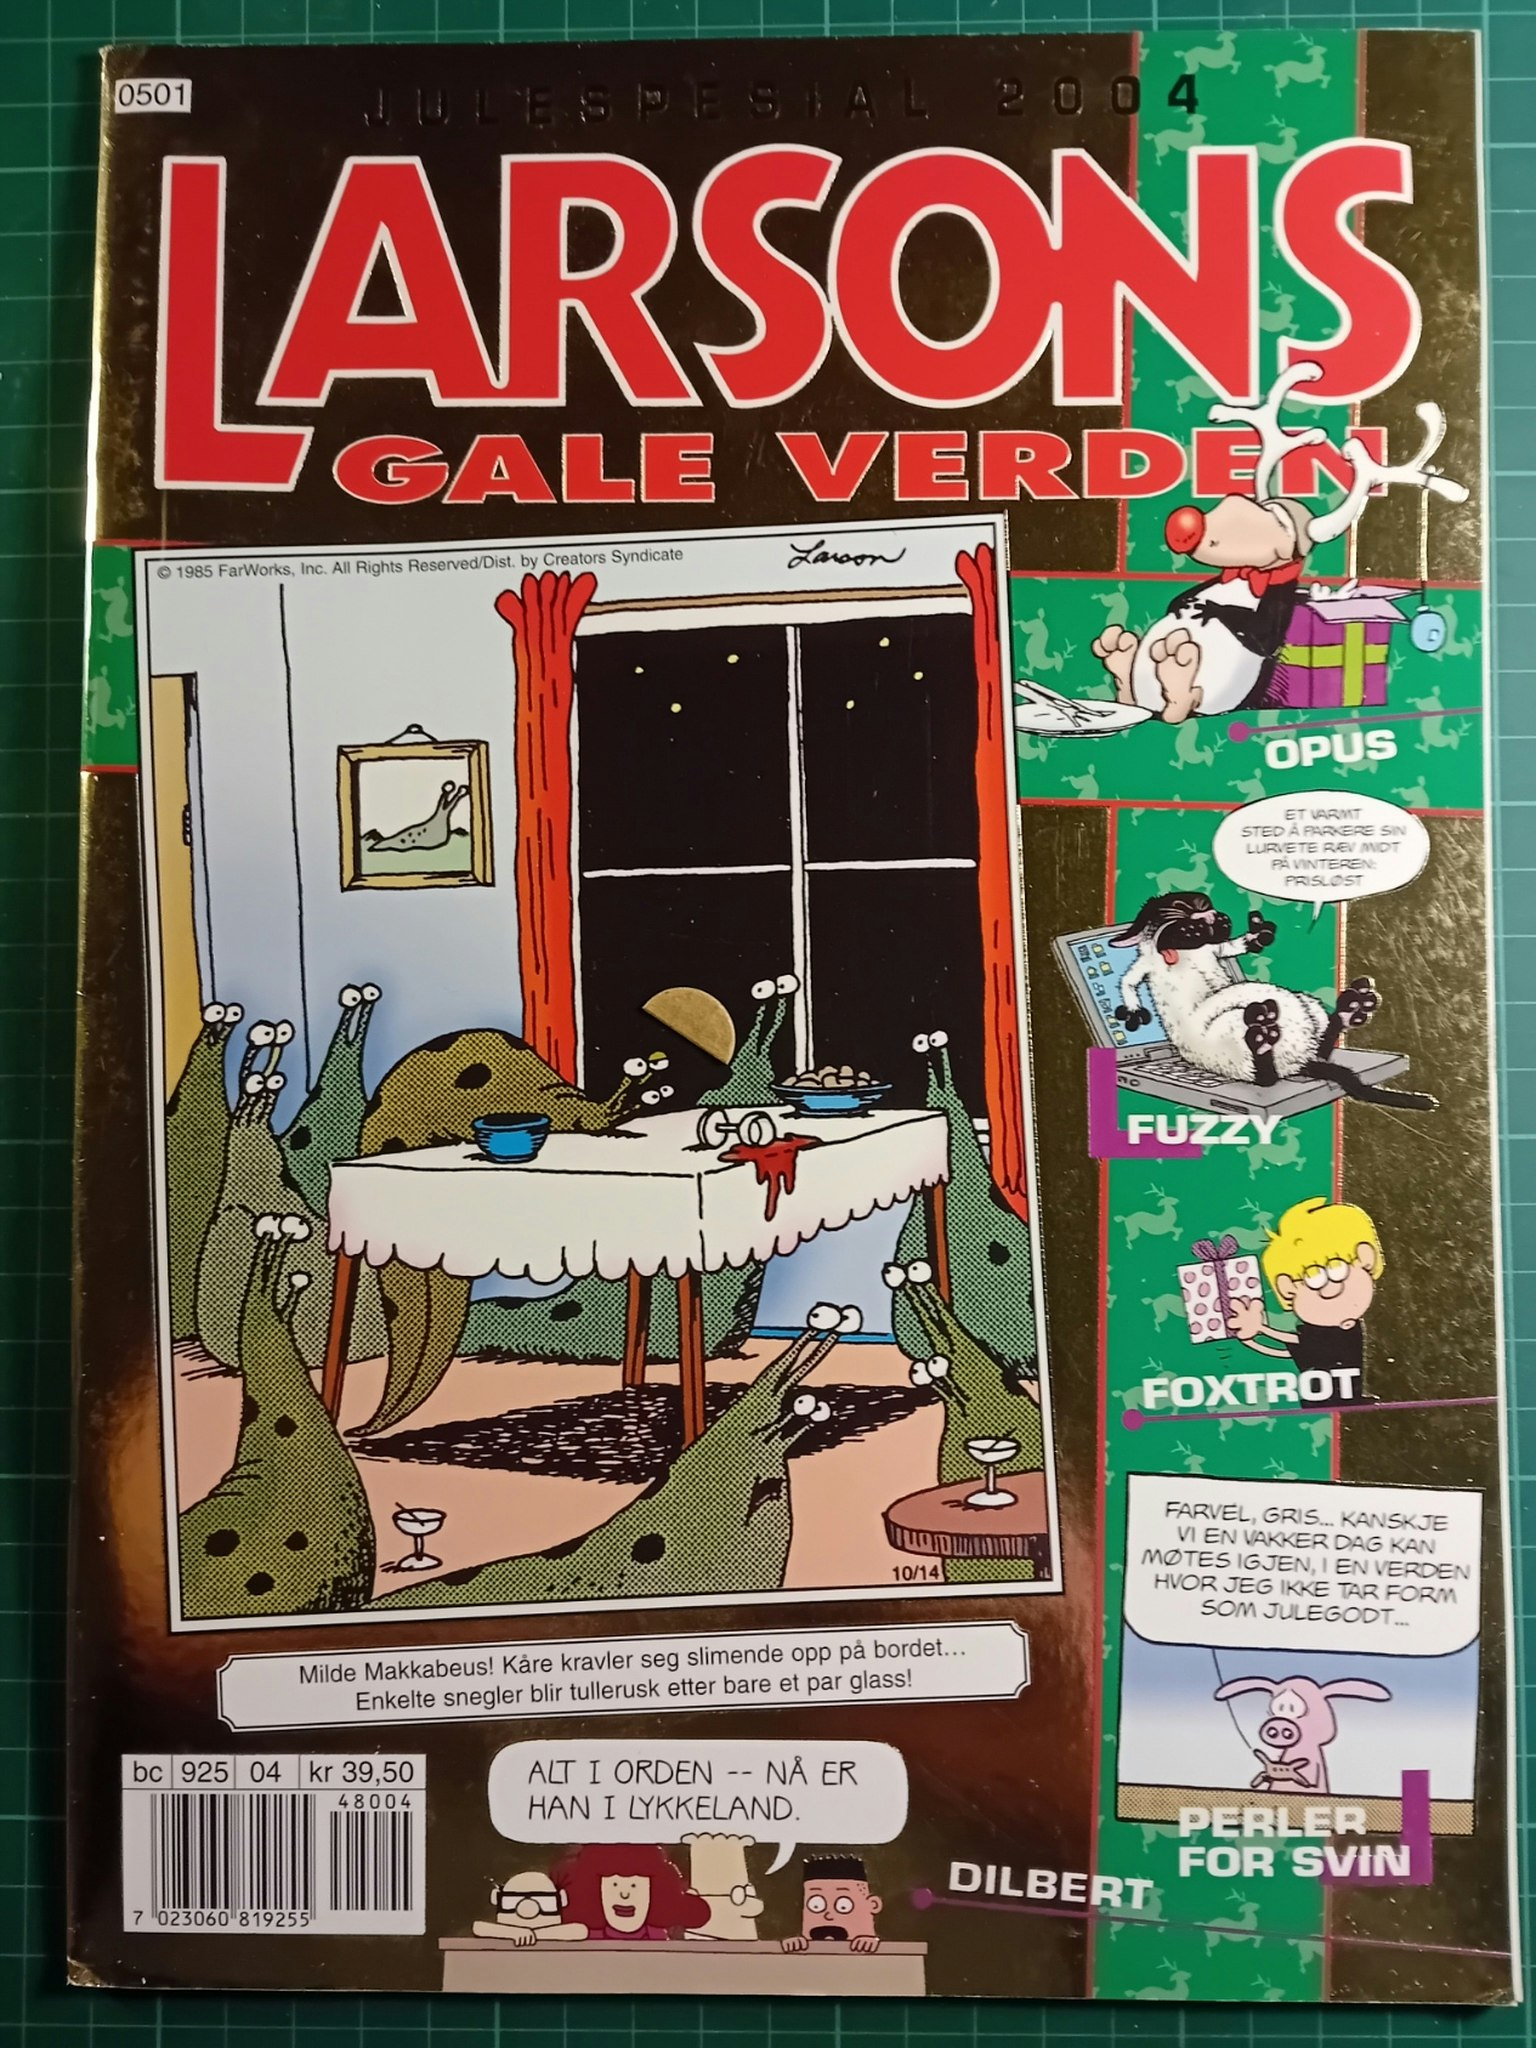 0501
JULESPESIAL 2004
LARSONS
GALE VERDEN
© 1985 FarWorks, Inc. All Rights Reserved/Dist. by Creators Syndicate
Larson
OPUS
ET VARMT
STED Å PARKERE SIN
LURVETE RÆV MIDT
PÅ VINTEREN:
PRISLØST
FUZZY
FOXTROT
FARVEL, GRIS... KANSKJE
VI EN VAKKER DAG KAN
MØTES IGJEN, I EN VERDEN
HVOR JEG IKKE TAR FORM
SOM JULEGODT...
PERLER
FOR SVIN
10/14
Milde Makkabeus! Kåre kravler seg slimende opp på bordet...
Enkelte snegler blir tullerusk etter bare et par glass!
bc 925 04 kr 39,50
48004
7 023060 819255
ALT I ORDEN -- NÅ ER
HAN I LYKKELAND.
DILBERT